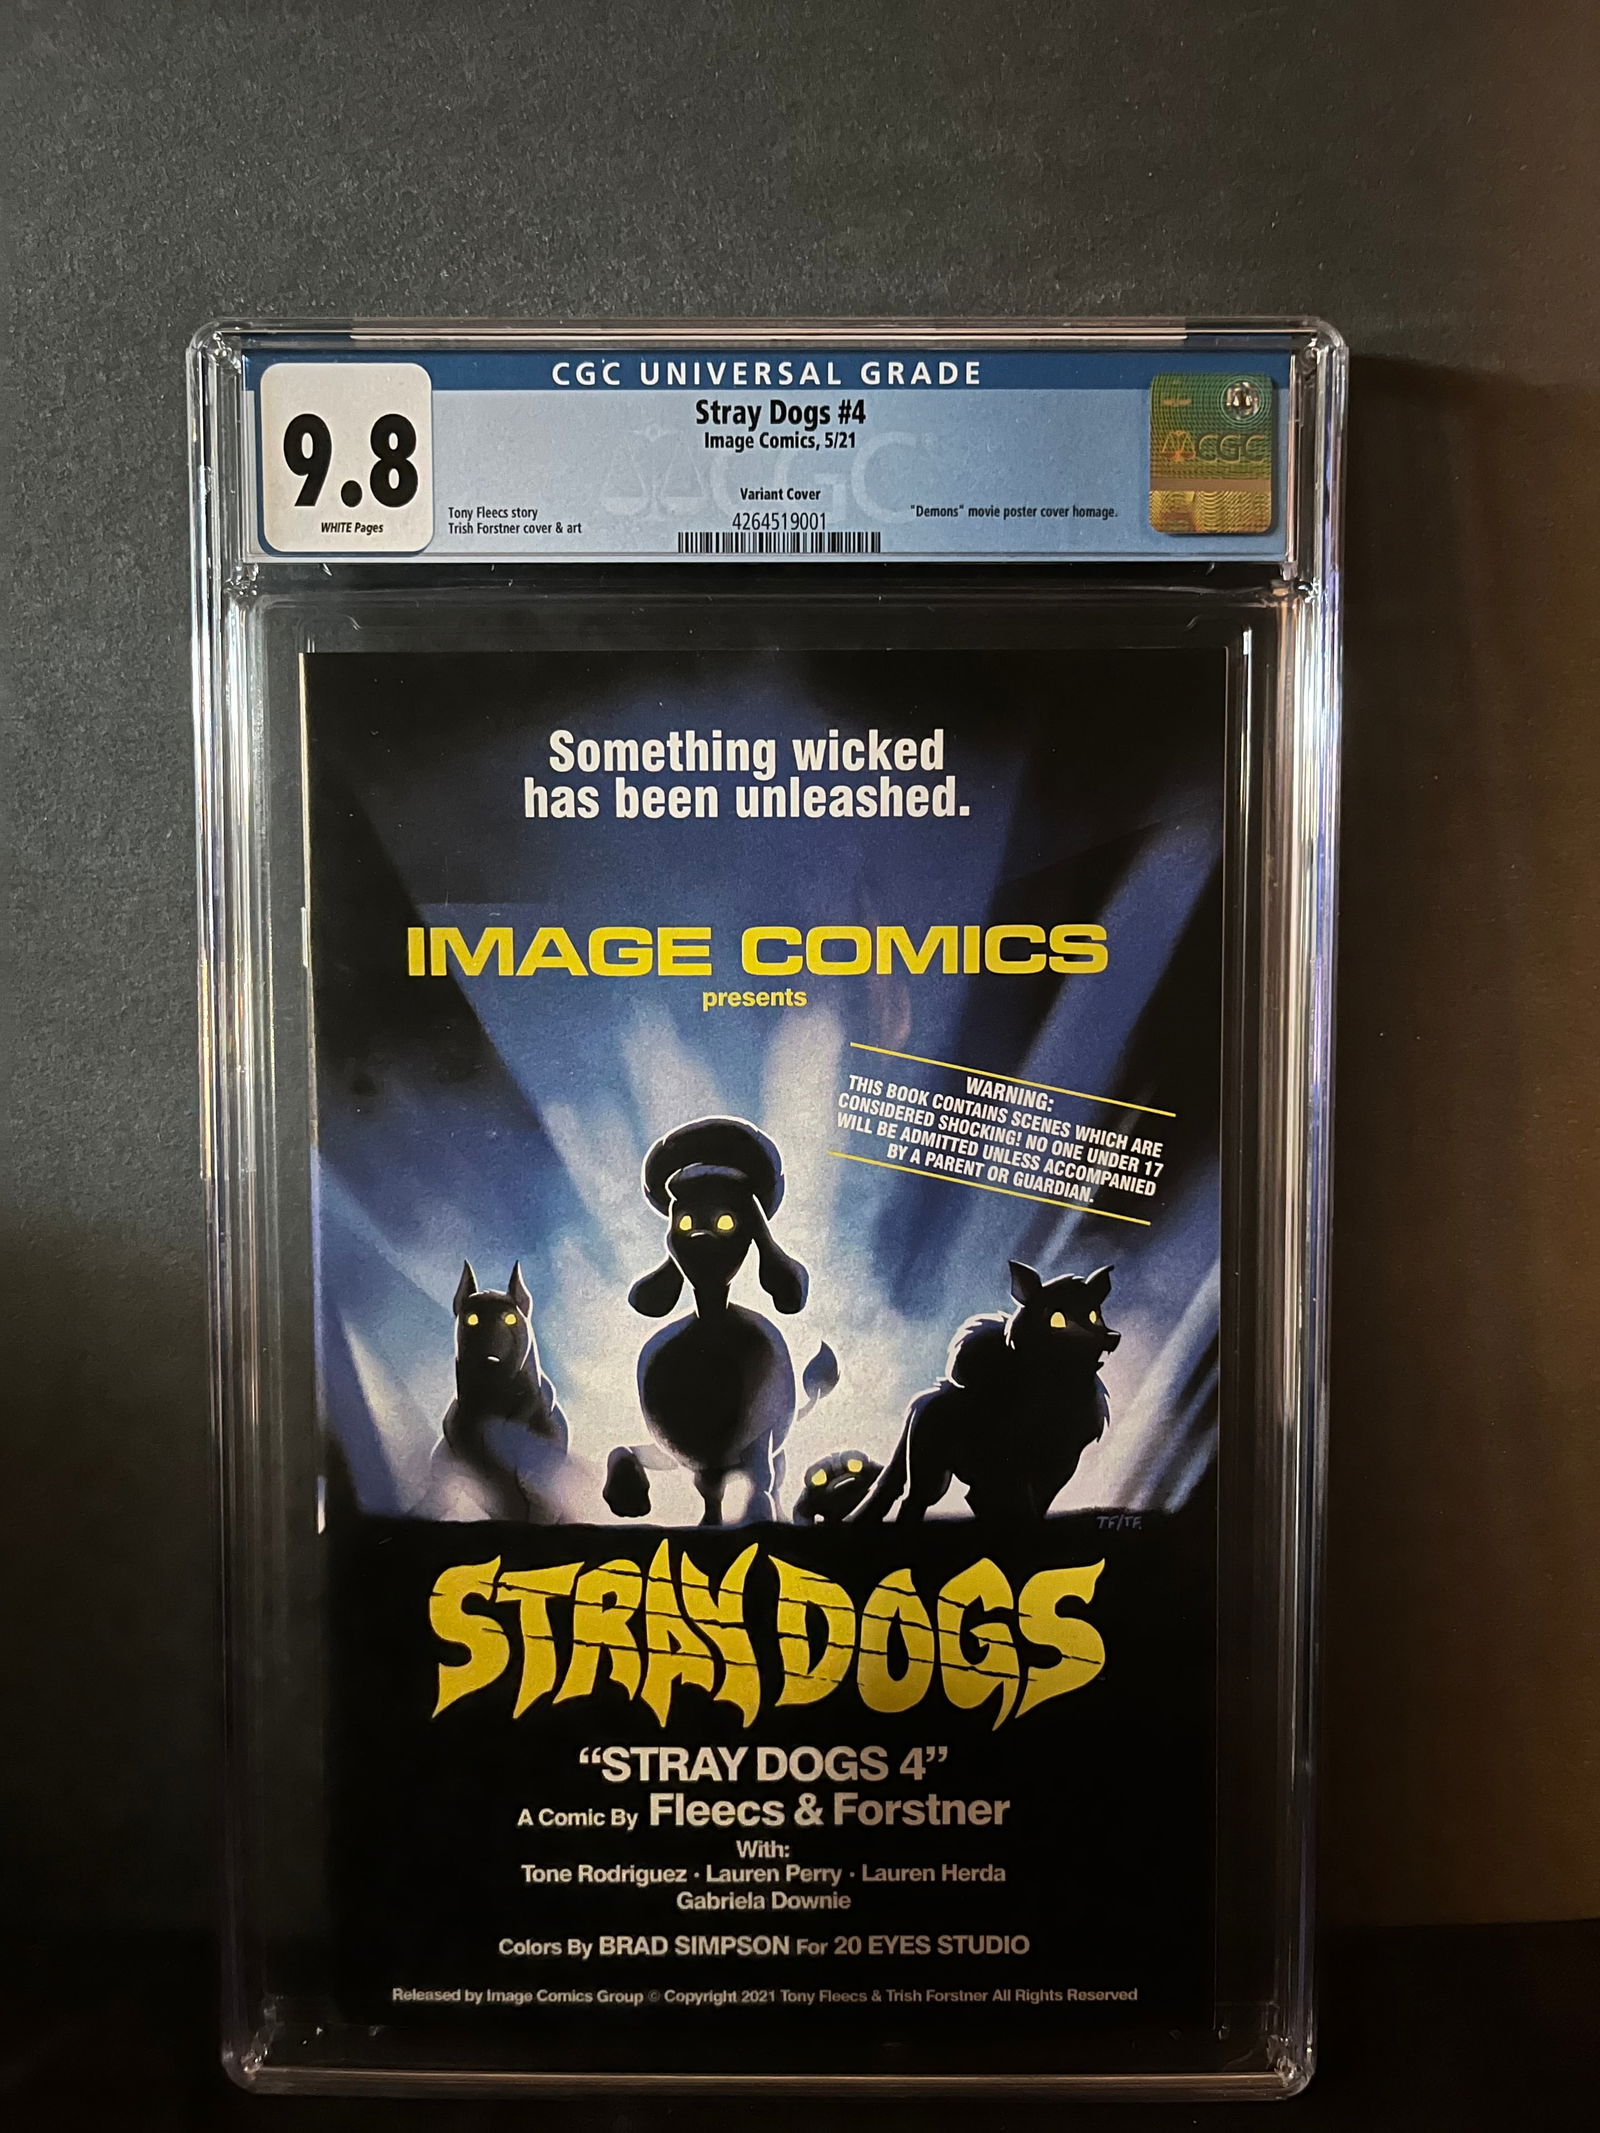 CGC UNIVERSAL GRADE
9.8
WHITE Pages
Stray Dogs #4
Image Comics, 5/21
Variant Cover
4264519001
Tony Fleecs story
Trish Forstner cover & art
"Demons" movie poster cover homage.
CGC
CGC
Something wicked
has been unleashed.
IMAGE COMICS
presents
WARNING:
THIS BOOK CONTAINS SCENES WHICH ARE
CONSIDERED SHOCKING! NO ONE UNDER 17
WILL BE ADMITTED UNLESS ACCOMPANIED
BY A PARENT OR GUARDIAN.
TF/TF.
STRAY DOGS
“STRAY DOGS 4”
A Comic By Fleecs & Forstner
With:
Tone Rodriguez · Lauren Perry · Lauren Herda
Gabriela Downie
Colors By BRAD SIMPSON For 20 EYES STUDIO
Released by Image Comics Group © Copyright 2021 Tony Fleecs & Trish Forstner All Rights Reserved